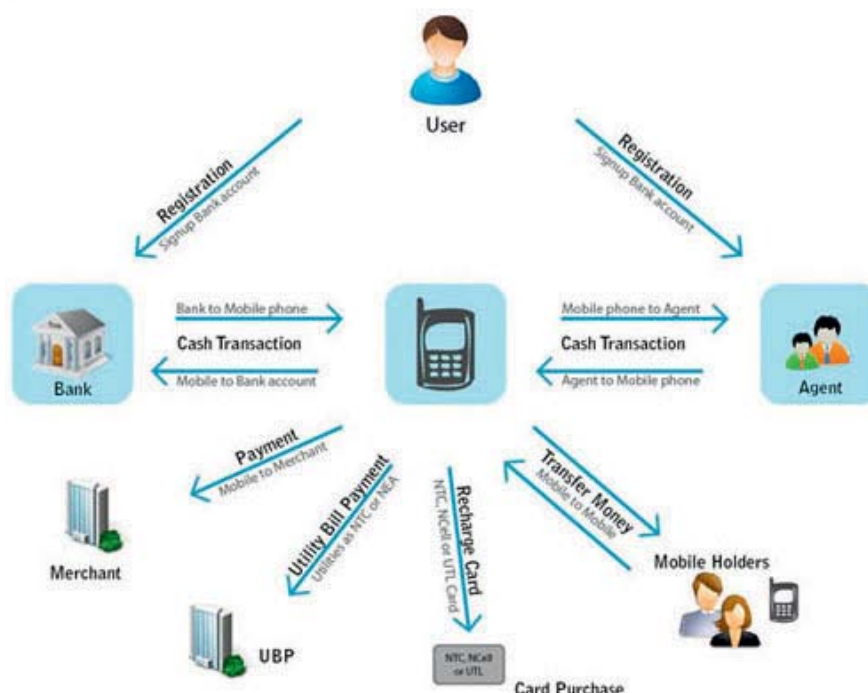 User
Registration
Signup Bank account
Registration
Signup Bank account
Bank to Mobile phone
Cash Transaction
Mobile to Bank account
Bank
Mobile phone to Agent
Cash Transaction
Agent to Mobile phone
Agent
Payment
Mobile to Merchant
Merchant
Utility Bill Payment
Utilities as NTC or NEA
UBP
Recharge Card
NTC, NCell or UTL Card
NTC, NCell
or UTL
Card Purchase
Transfer Money
Mobile to Mobile
Mobile Holders